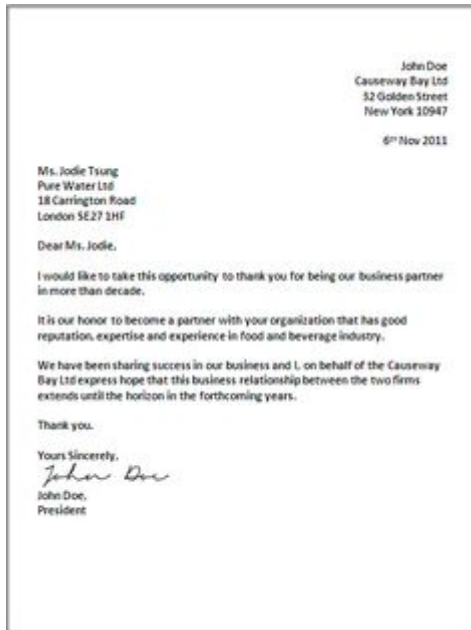 John Doe
Causeway Bay Ltd
32 Golden Street
New York 10947
6th Nov 2011
Ms. Jodie Tsung
Pure Water Ltd
18 Carrington Road
London SE27 1HF
Dear Ms. Jodie,
I would like to take this opportunity to thank you for being our business partner
in more than decade.
It is our honor to become a partner with your organization that has good
reputation, expertise and experience in food and beverage industry.
We have been sharing success in our business and I, on behalf of the Causeway
Bay Ltd express hope that this business relationship between the two firms
extends until the horizon in the forthcoming years.
Thank you.
Yours Sincerely,
John Doe
John Doe,
President